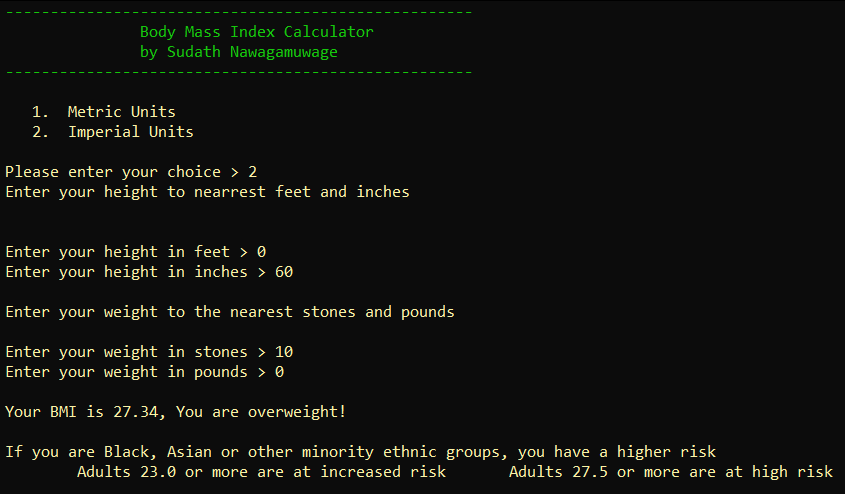 ----------------------------------------------------
Body Mass Index Calculator
by Sudath Nawagamuwage
----------------------------------------------------
1. Metric Units
2. Imperial Units
Please enter your choice > 2
Enter your height to nearrest feet and inches
Enter your height in feet > 0
Enter your height in inches > 60
Enter your weight to the nearest stones and pounds
Enter your weight in stones > 10
Enter your weight in pounds > 0
Your BMI is 27.34, You are overweight!
If you are Black, Asian or other minority ethnic groups, you have a higher risk
Adults 23.0 or more are at increased risk Adults 27.5 or more are at high risk